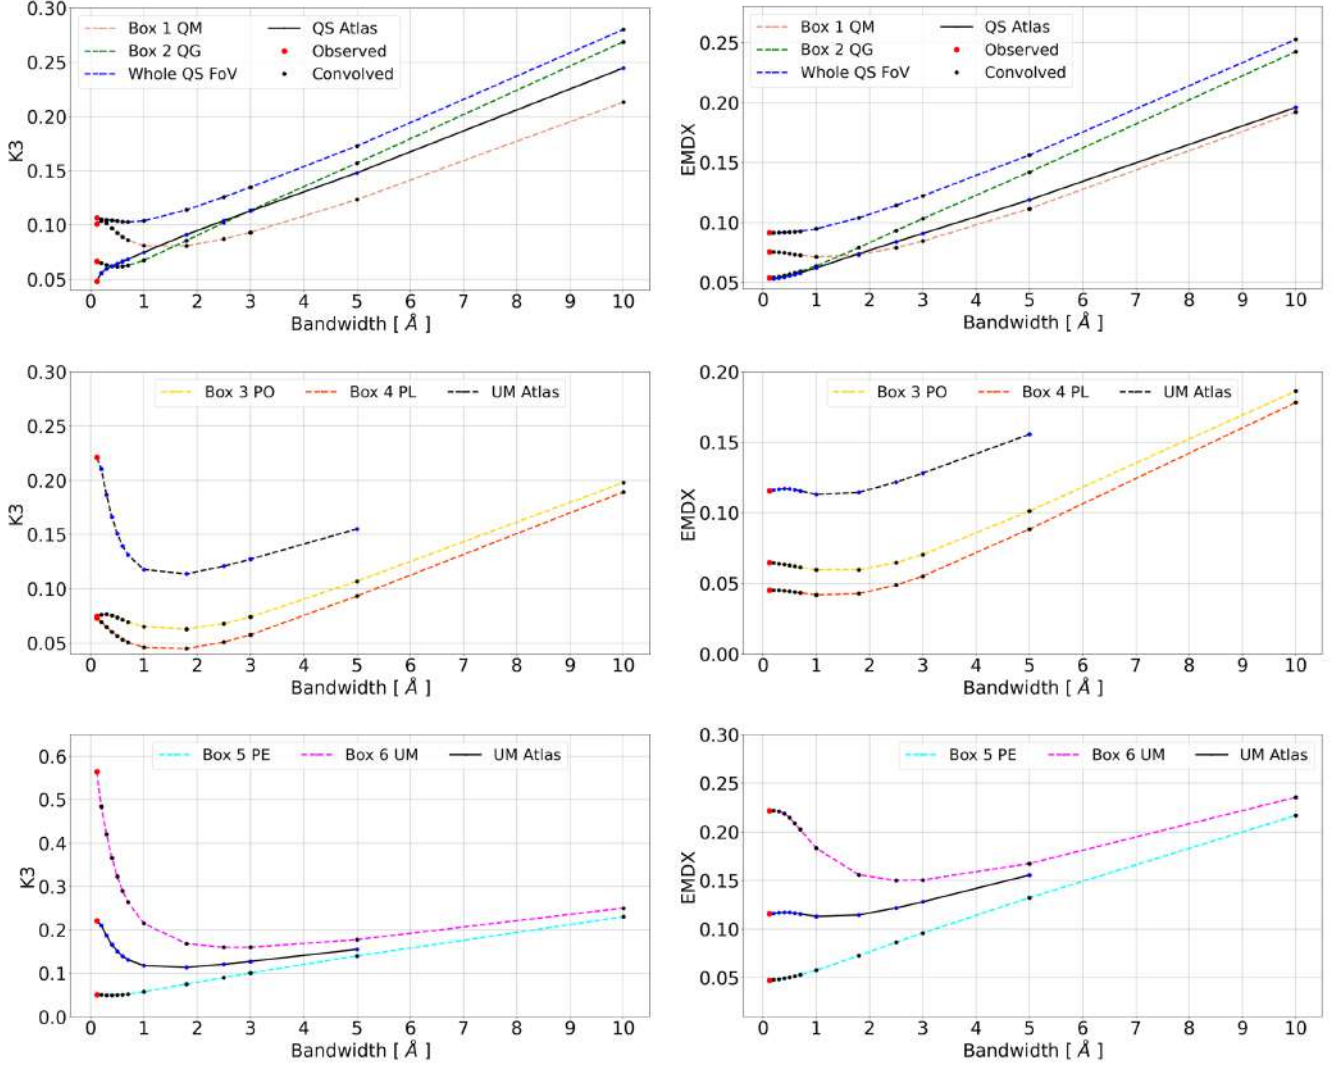 Box 1 QM
Box 2 QG
Whole QS FoV
QS Atlas
Observed
Convolved
K3
0.30
0.25
0.20
0.15
0.10
0.05
0 1 2 3 4 5 6 7 8 9 10
Bandwidth [ Å ]
Box 1 QM
Box 2 QG
Whole QS FoV
QS Atlas
Observed
Convolved
EMDX
0.25
0.20
0.15
0.10
0.05
0 1 2 3 4 5 6 7 8 9 10
Bandwidth [ Å ]
Box 3 PO Box 4 PL UM Atlas
K3
0.30
0.25
0.20
0.15
0.10
0.05
0 1 2 3 4 5 6 7 8 9 10
Bandwidth [ Å ]
Box 3 PO Box 4 PL UM Atlas
EMDX
0.20
0.15
0.10
0.05
0.00
0 1 2 3 4 5 6 7 8 9 10
Bandwidth [ Å ]
Box 5 PE Box 6 UM UM Atlas
K3
0.6
0.5
0.4
0.3
0.2
0.1
0.0
0 1 2 3 4 5 6 7 8 9 10
Bandwidth [ Å ]
Box 5 PE Box 6 UM UM Atlas
EMDX
0.30
0.25
0.20
0.15
0.10
0.05
0 1 2 3 4 5 6 7 8 9 10
Bandwidth [ Å ]